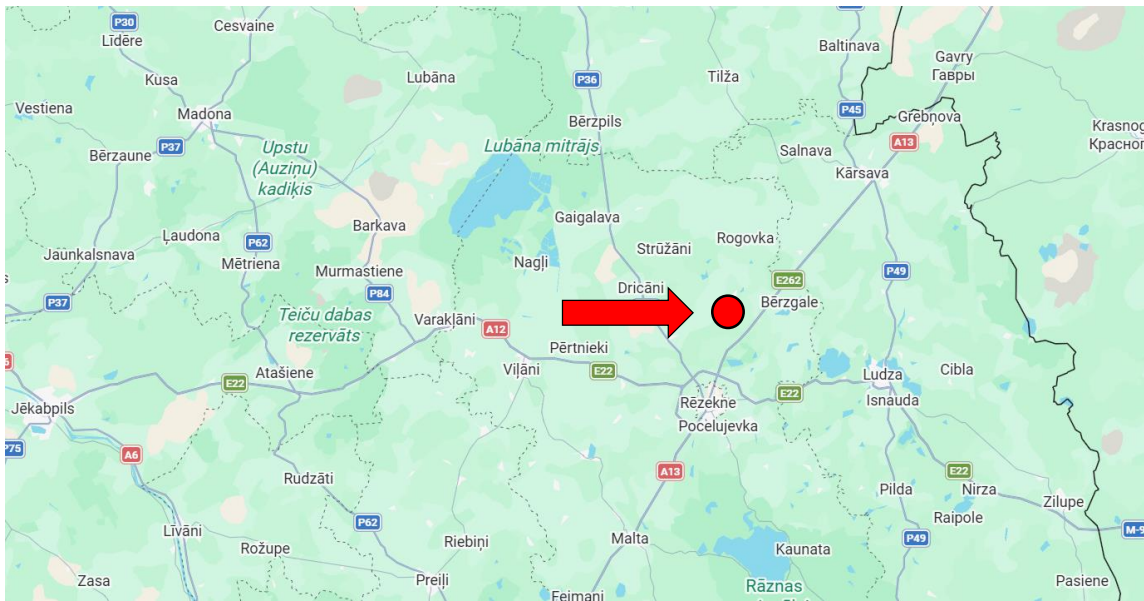 P30
Cesvaine
Līdēre
Baltinava
Gavry
Гавры
Kusa
Lubāna
P36
Tilža
Vestiena
Madona
Bērzpils
P45
Grebņova
Krasnog
Красног
Bērzaune
P37
Upstu
(Auziņu)
kadiķis
Lubāna mitrājs
A13
Salnava
Kārsava
Barkava
Gaigalava
Ļaudona
Rogovka
Jaunkalsnava
P62
Strūžāni
Mētriena
Nagļi
Murmastiene
P49
E262
Dricāni
P84
P37
Bērzgale
Teiču dabas
rezervāts
Varakļāni
A12
Pērtnieki
Viļāni
E22
Atašiene
E22
Ludza
Cibla
E22
Isnauda
Jēkabpils
Rēzekne
Pocelujevka
P75
A6
A13
E22
Rudzāti
Pilda
Nirza
Zilupe
Raipole
P62
Līvāni
M-9
Riebiņi
Malta
P49
Rožupe
Kaunata
Zasa
Preiļi
Rāznas
Pasiene
Feimaņi